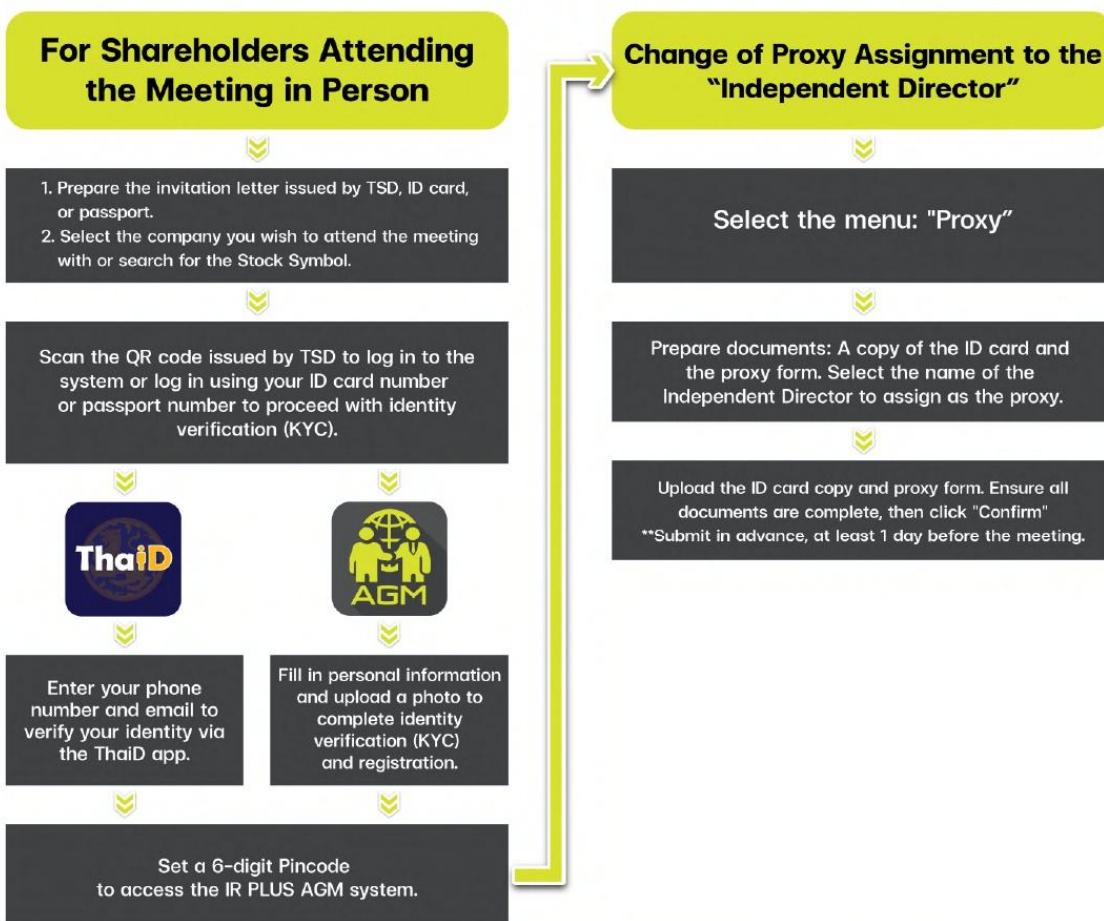 For Shareholders Attending
the Meeting in Person
1. Prepare the invitation letter issued by TSD, ID card,
or passport.
2. Select the company you wish to attend the meeting
with or search for the Stock Symbol.
Scan the QR code issued by TSD to log in to the
system or log in using your ID card number
or passport number to proceed with identity
verification (KYC).
ThaiD
Enter your phone
number and email to
verify your identity via
the ThaiD app.
AGM
Fill in personal information
and upload a photo to
complete identity
verification (KYC)
and registration.
Set a 6-digit Pincode
to access the IR PLUS AGM system.
Change of Proxy Assignment to the
“Independent Director”
Select the menu: "Proxy”
Prepare documents: A copy of the ID card and
the proxy form. Select the name of the
Independent Director to assign as the proxy.
Upload the ID card copy and proxy form. Ensure all
documents are complete, then click "Confirm"
**Submit in advance, at least 1 day before the meeting.